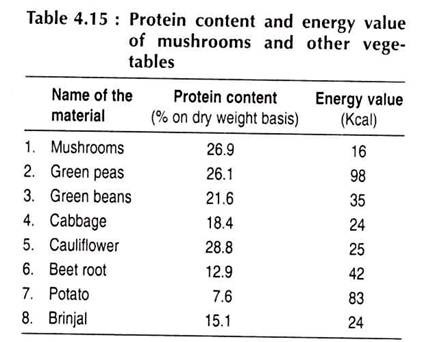 Table 4.15 : Protein content and energy value
of mushrooms and other vege-
tables
Name of the Protein content Energy value
material (% on dry weight basis) (Kcal)
1. Mushrooms 26.9 16
2. Green peas 26.1 98
3. Green beans 21.6 35
4. Cabbage 18.4 24
5. Cauliflower 28.8 25
6. Beet root 12.9 42
7. Potato 7.6 83
8. Brinjal 15.1 24